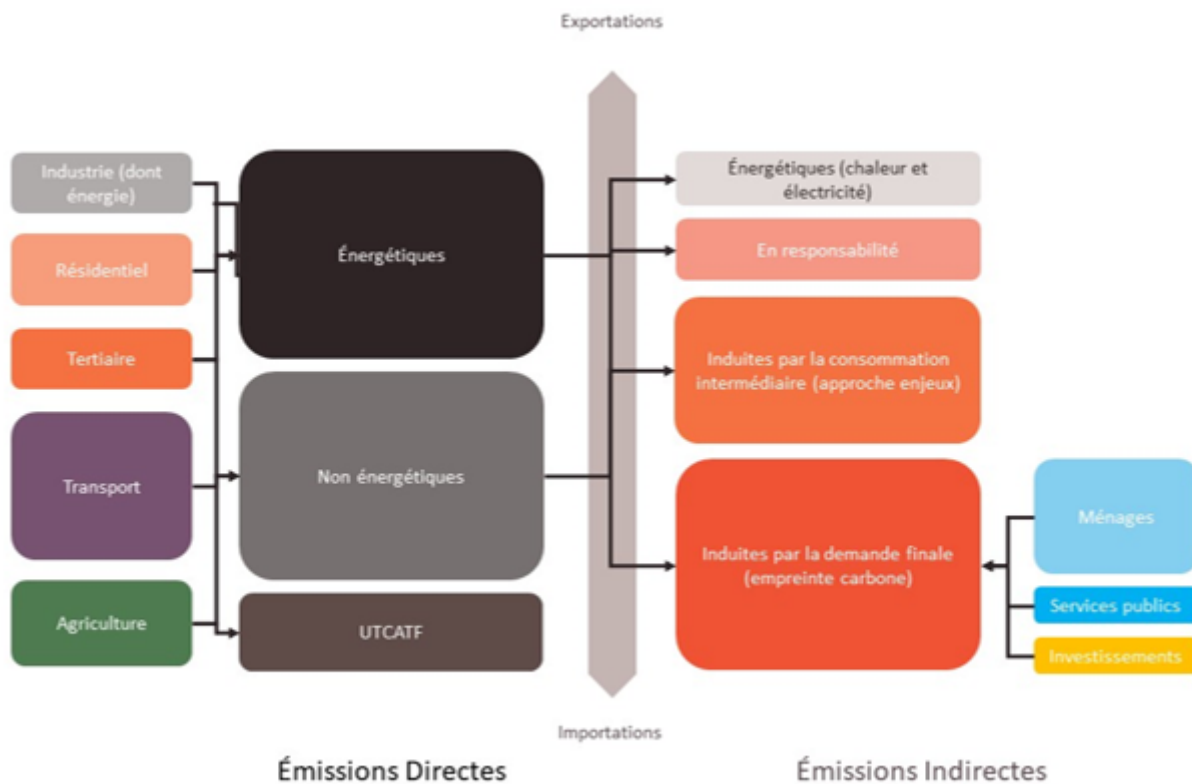 Exportations
Industrie (dont
énergie)
Résidentiel
Tertiaire
Transport
Agriculture
Énergétiques
Non énergétiques
UTCATF
Énergétiques (chaleur et
électricité)
En responsabilité
Induites par la consommation
intermédiaire (approche enjeux)
Induites par la demande finale
(empreinte carbone)
Ménages
Services publics
Investissements
Importations
Émissions Directes
Émissions Indirectes